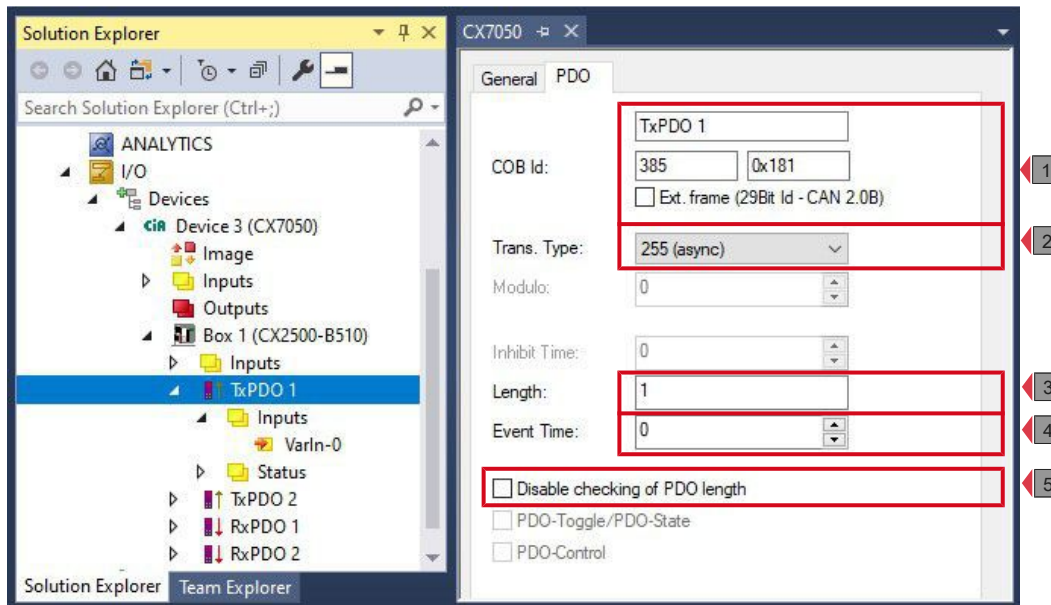 Solution Explorer
Search Solution Explorer (Ctrl+;)
ANALYTICS
I/O
Devices
CiA Device 3 (CX7050)
Image
Inputs
Outputs
Box 1 (CX2500-B510)
Inputs
TxPDO 1
Inputs
VarIn-0
Status
TxPDO 2
RxPDO 1
RxPDO 2
Solution Explorer Team Explorer
CX7050
General PDO
TxPDO 1
COB Id: 385 0x181
Ext. frame (29Bit Id - CAN 2.0B)
1
Trans. Type: 255 (async)
2
Modulo: 0
Inhibit Time: 0
Length: 1
3
Event Time: 0
4
Disable checking of PDO length
5
PDO-Toggle/PDO-State
PDO-Control